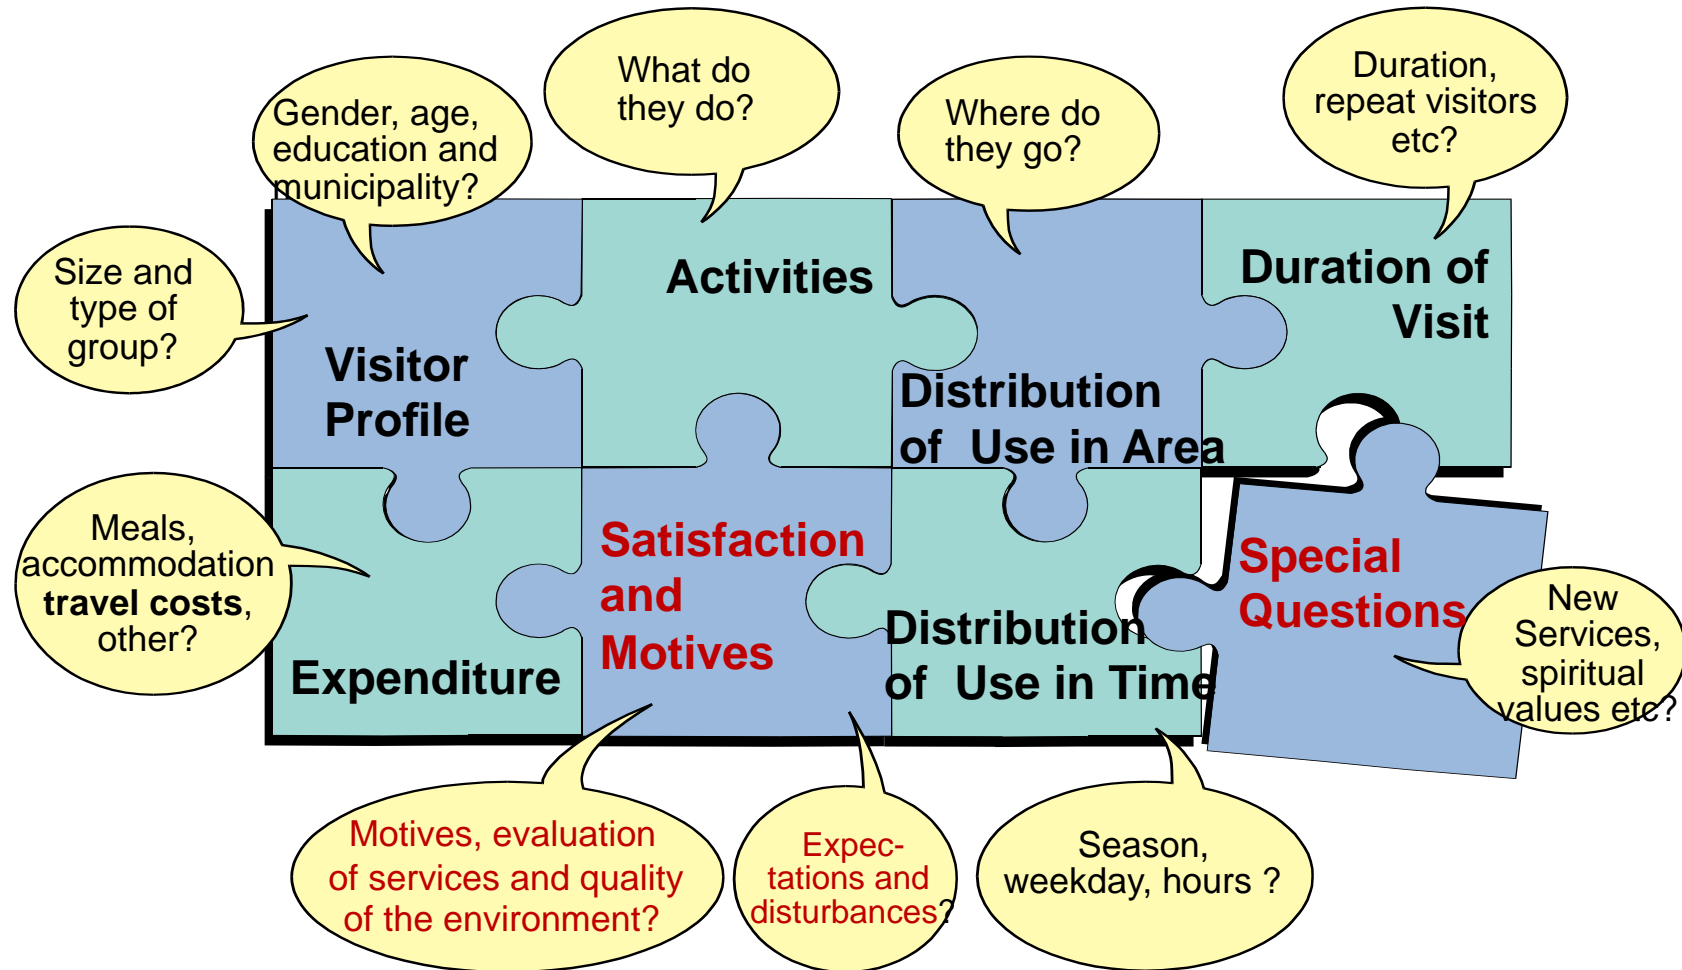 What do
they do?
Duration,
repeat visitors
etc?
Gender, age,
education and
municipality?
Where do
they go?
Size and
type of
group?
Activities
Duration of
Visit
Visitor
Profile
Distribution
of Use in Area
Meals,
accommodation
travel costs,
other?
Satisfaction
and
Motives
Special
Questions
Expenditure
Distribution
of Use in Time
New
Services,
spiritual
values etc?
Motives, evaluation
of services and quality
of the environment?
Expec-
tations and
disturbances?
Season,
weekday, hours ?